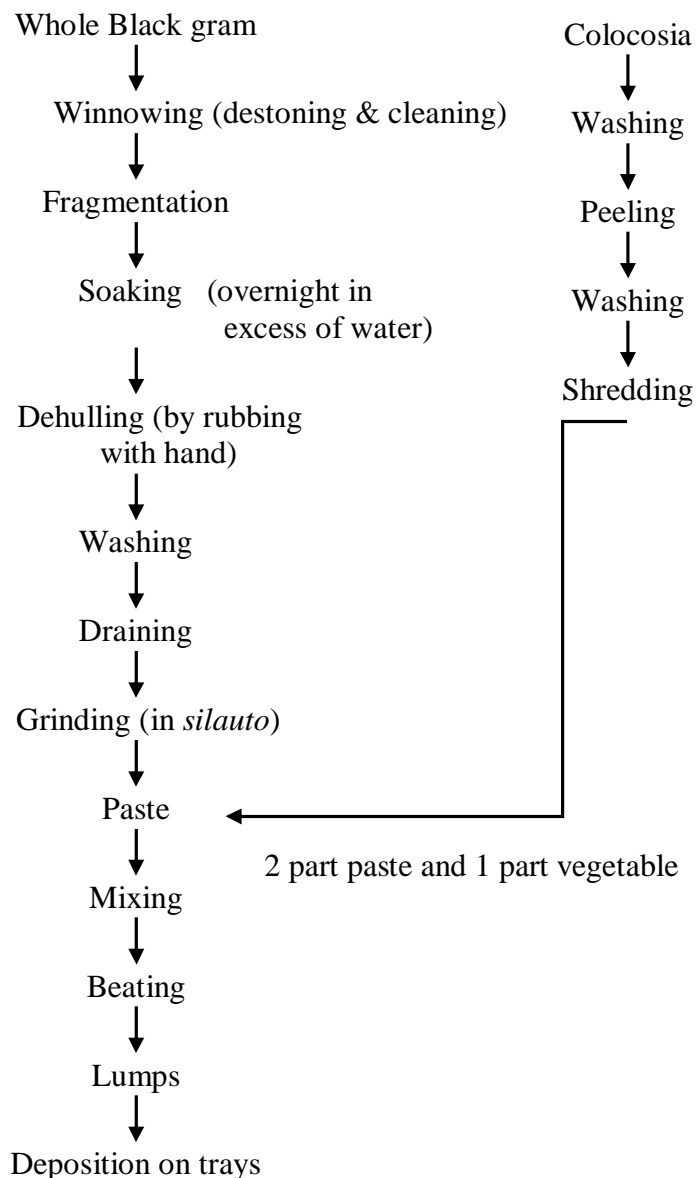 Whole Black gram
Winnowing (destoning & cleaning)
Fragmentation
Soaking (overnight in
excess of water)
Dehulling (by rubbing
with hand)
Washing
Draining
Grinding (in silauto)
Paste
Mixing
Beating
Lumps
Deposition on trays
Colocosia
Washing
Peeling
Washing
Shredding
2 part paste and 1 part vegetable